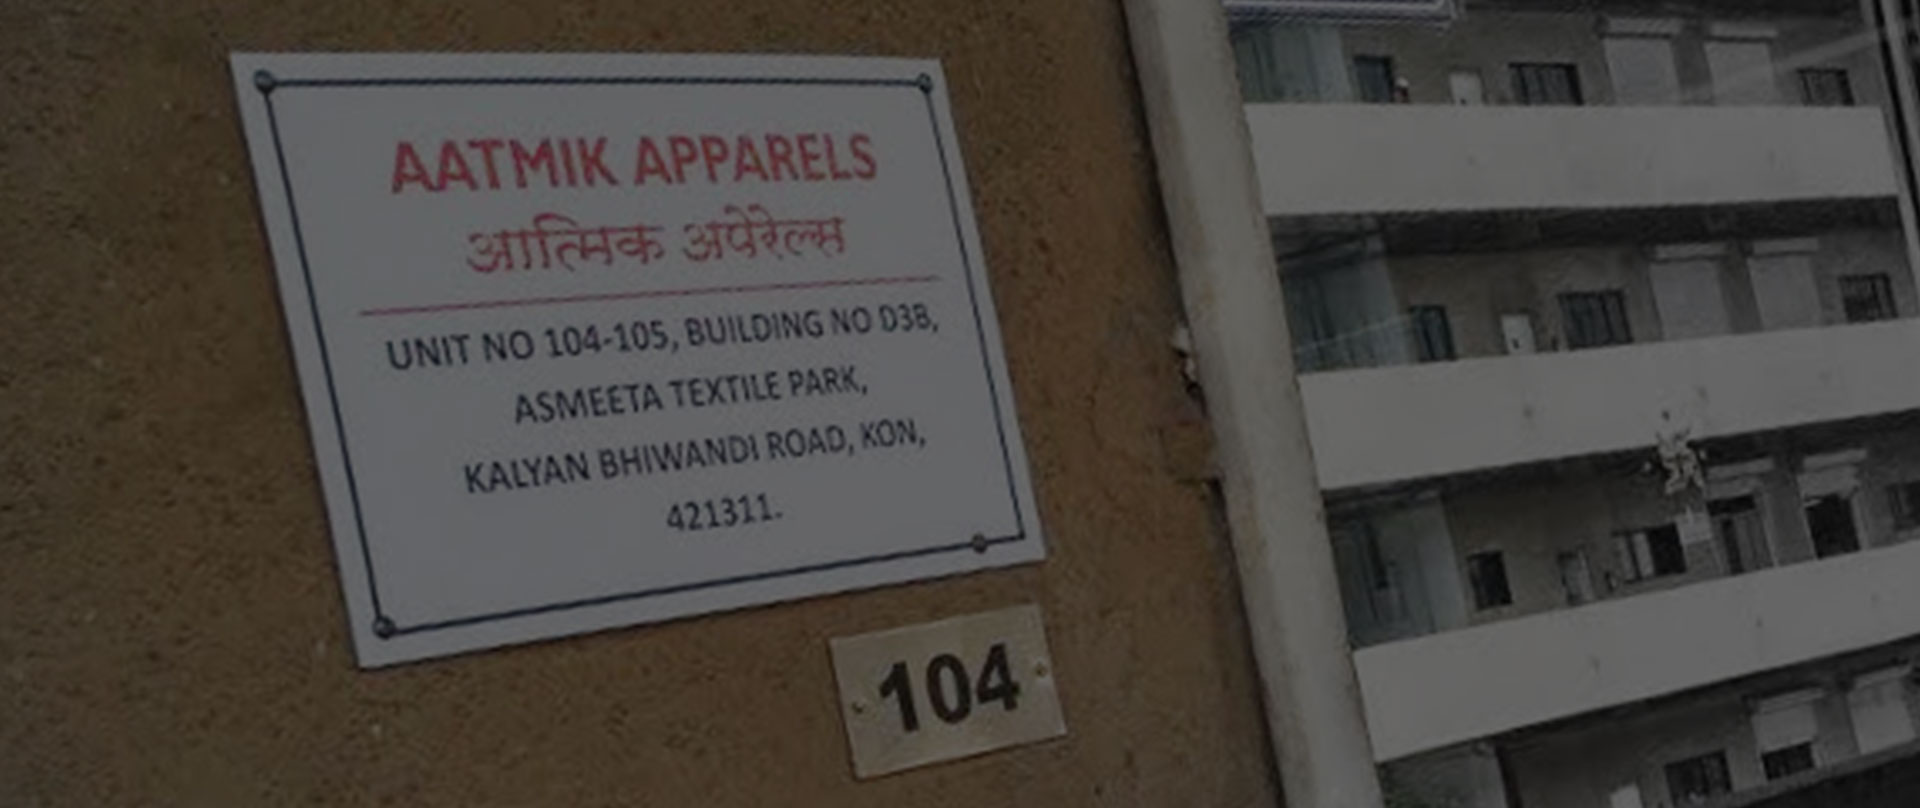 AATMIK APPARELS
आत्मिक अपेरेल्स
UNIT NO 104-105, BUILDING NO D3B,
ASMEETA TEXTILE PARK,
KALYAN BHIWANDI ROAD, KON,
421311.
104